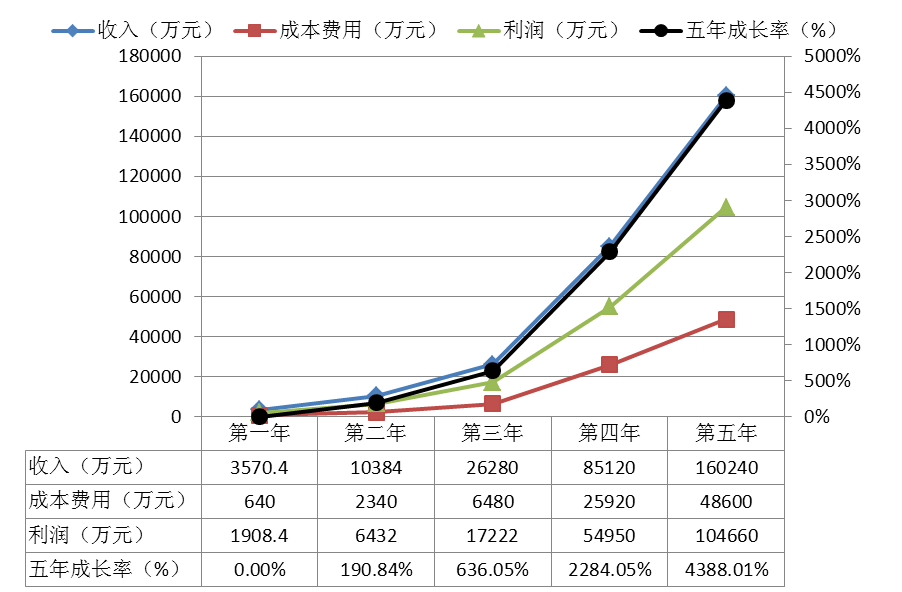 收入（万元） 成本费用（万元） 利润（万元） 五年成长率（%）
180000 5000%
160000 4500%
140000 4000%
120000 3500%
100000 3000%
80000 2500%
60000 2000%
40000 1500%
20000 1000%
0 500%
0%
第一年 第二年 第三年 第四年 第五年
收入（万元） 3570.4 10384 26280 85120 160240
成本费用（万元） 640 2340 6480 25920 48600
利润（万元） 1908.4 6432 17222 54950 104660
五年成长率（%） 0.00% 190.84% 636.05% 2284.05% 4388.01%